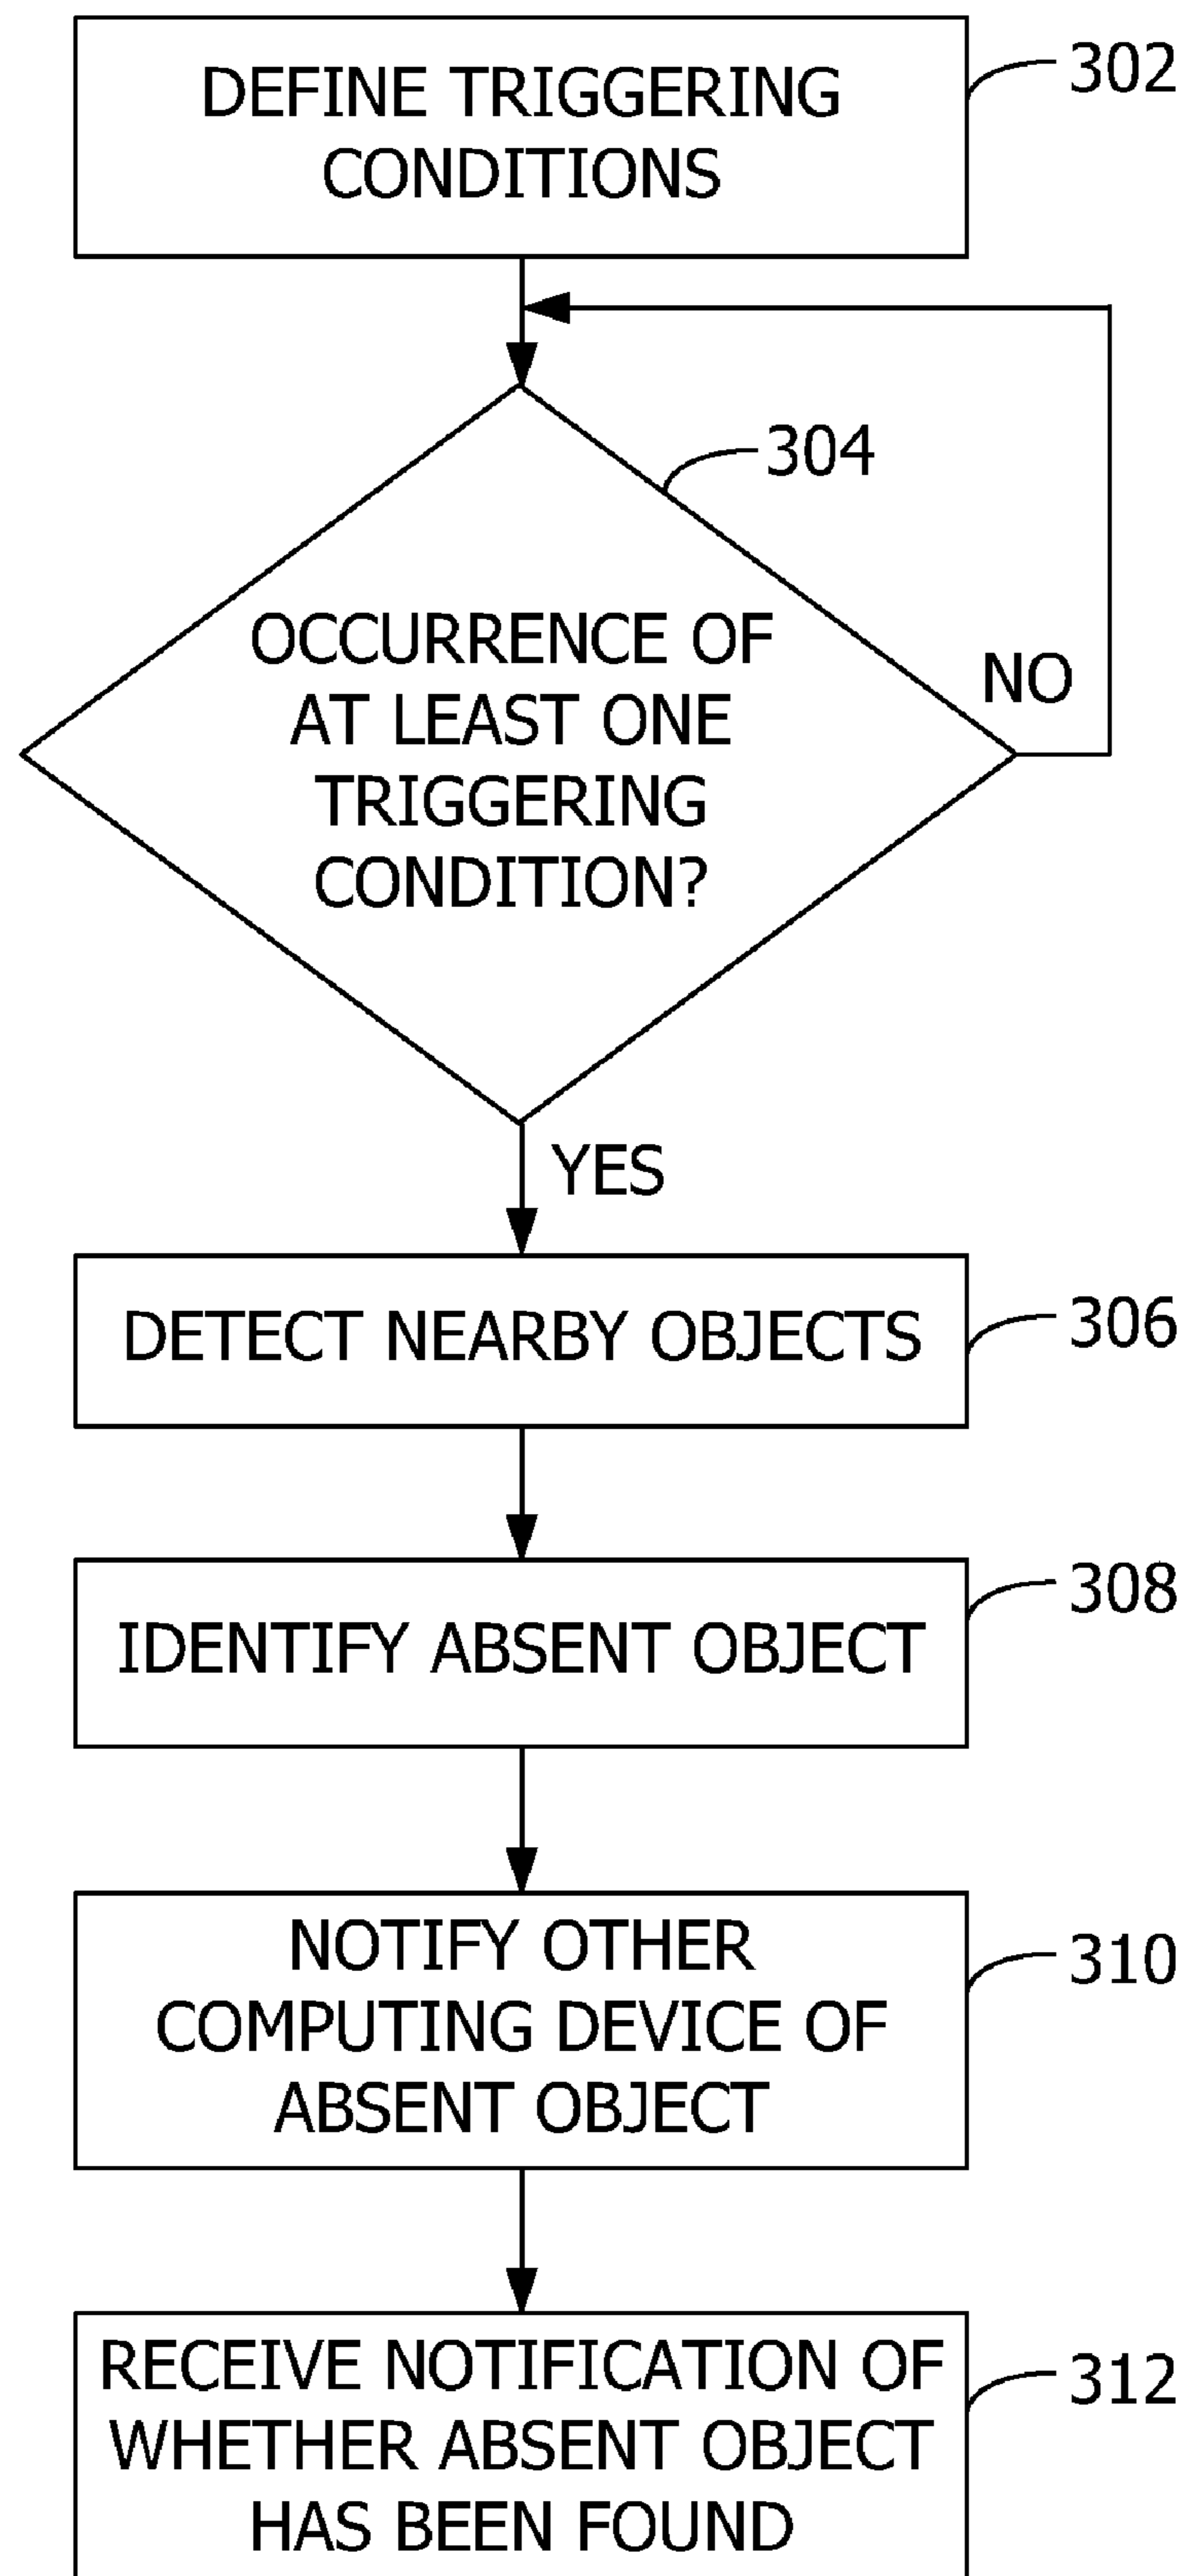 DEFINE TRIGGERING
CONDITIONS
302
304
OCCURRENCE OF
AT LEAST ONE
TRIGGERING
CONDITION?
NO
YES
DETECT NEARBY OBJECTS
306
IDENTIFY ABSENT OBJECT
308
NOTIFY OTHER
COMPUTING DEVICE OF
ABSENT OBJECT
310
RECEIVE NOTIFICATION OF
WHETHER ABSENT OBJECT
HAS BEEN FOUND
312